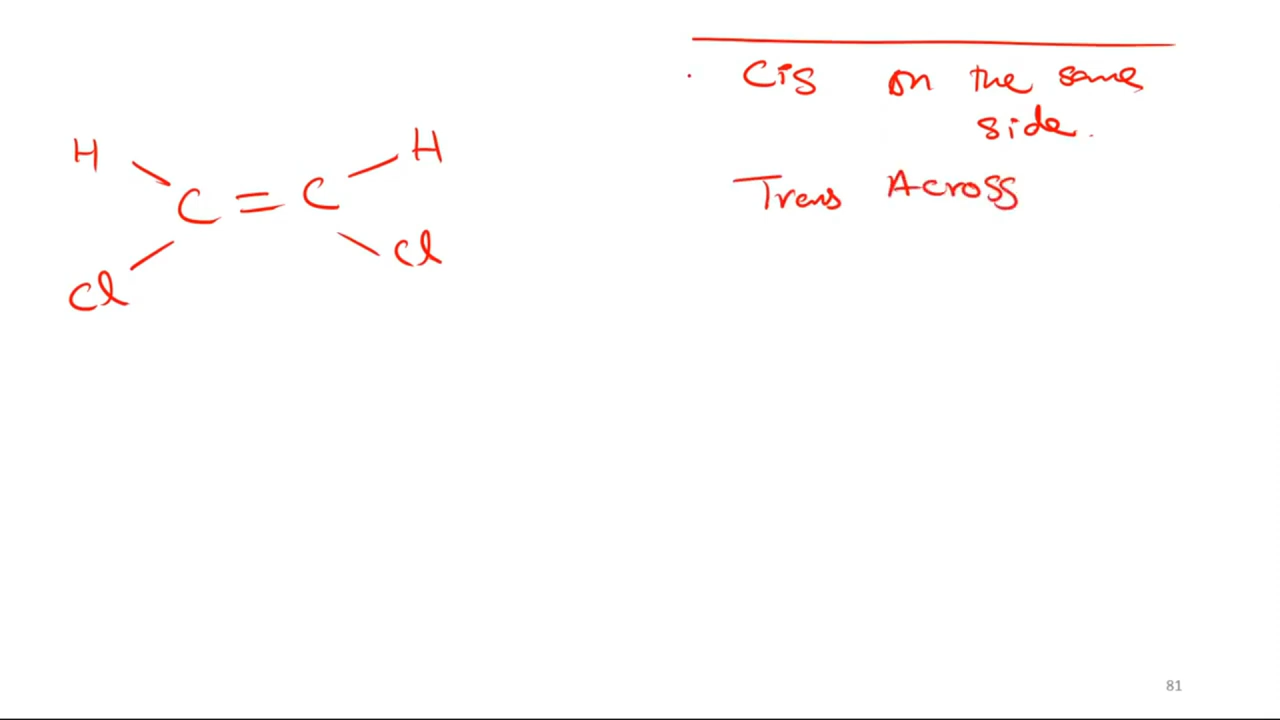 Cis on the same
side.
Trans Across
H H
C = C
Cl Cl
81